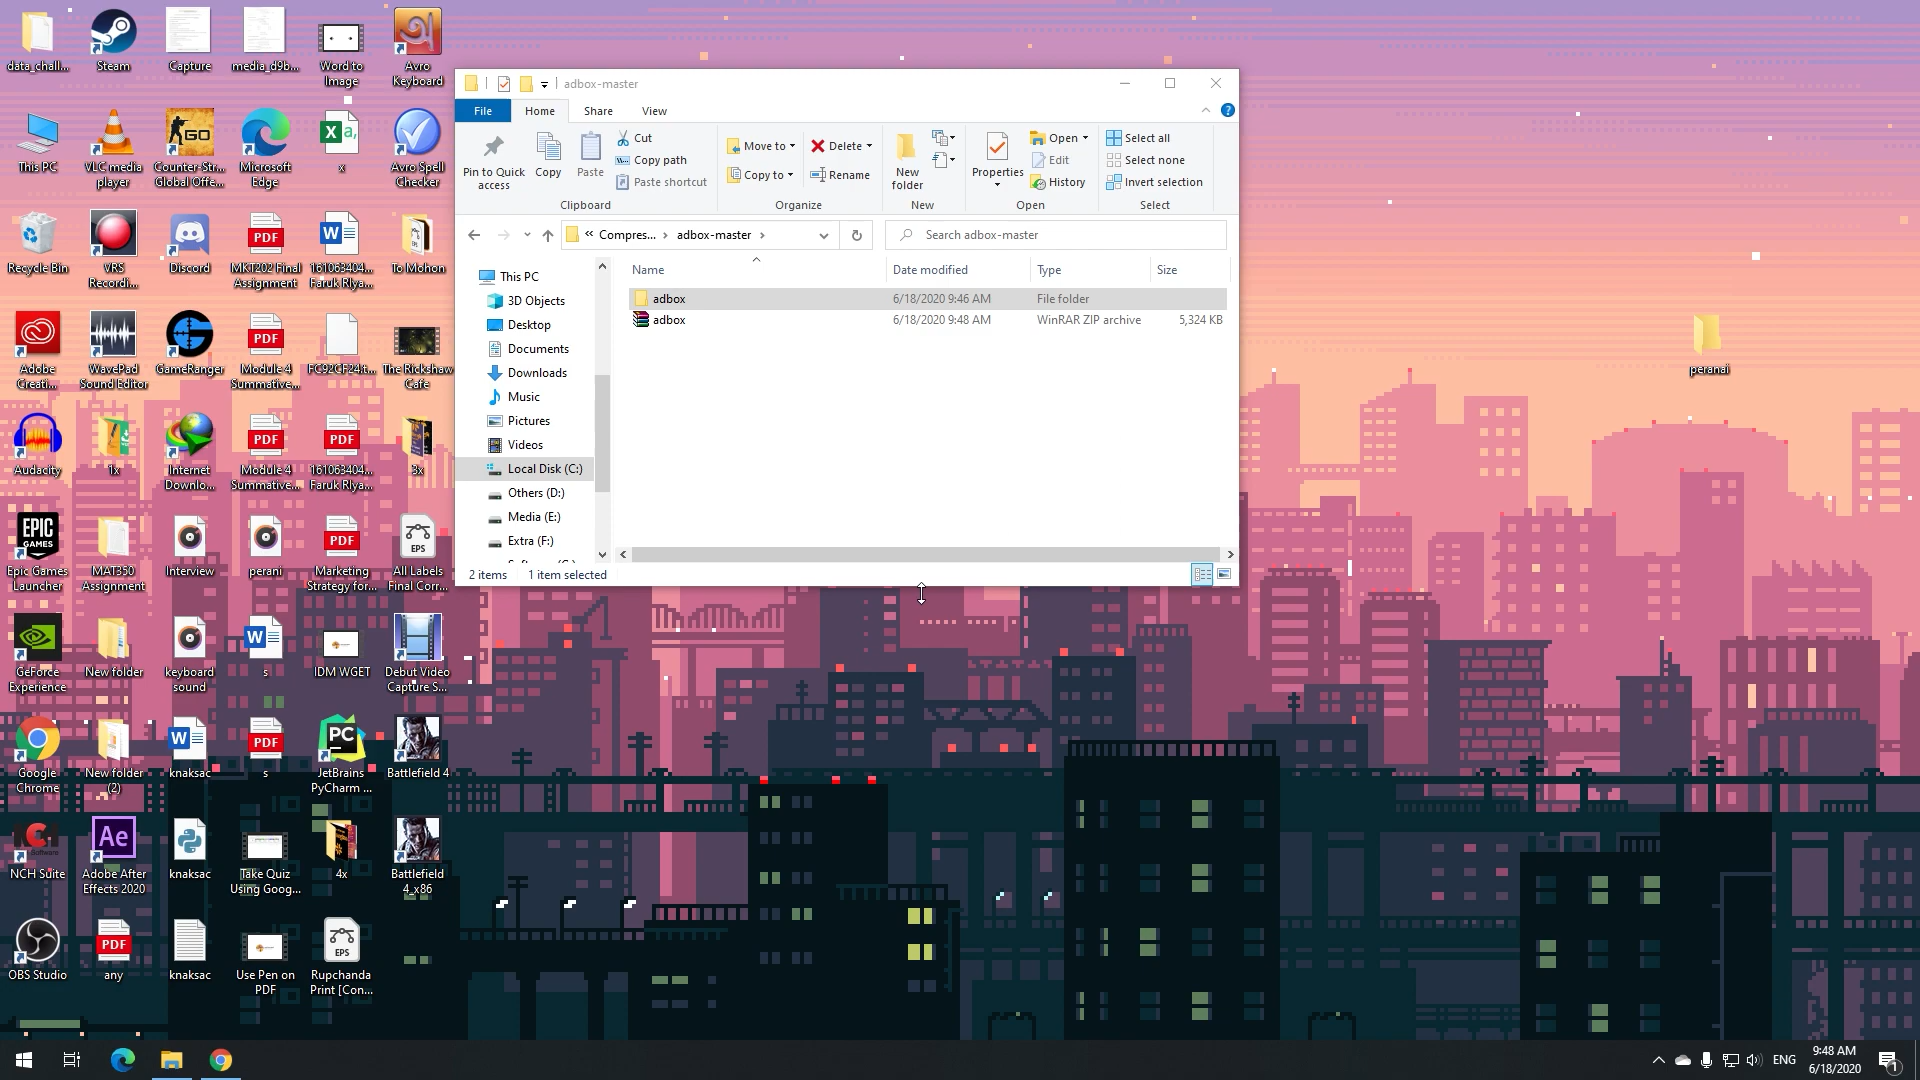 data_chall...
Steam
Capture
media_d9b...
Word to
Image
Avro
Keyboard
This PC
VLC media
player
Counter-Str...
Global Offe...
Microsoft
Edge
x
Avro Spell
Checker
Recycle Bin
VRS
Recordi...
Discord
MKT202 Final
Assignment
161063404...
Faruk RIya...
To Mohon
Adobe
Creati...
WavePad
Sound Editor
GameRanger
Module 4
Summative...
FC92CF24.t...
The Rickshaw
Cafe
Audacity
1x
Internet
Downlo...
Module 4
Summative...
161063404...
Faruk RIya...
3x
Epic Games
Launcher
MAT350
Assignment
Interview
perani
Marketing
Strategy for...
All Labels
Final Corr...
GeForce
Experience
New folder
keyboard
sound
s
IDM WGET
Debut Video
Capture S...
Google
Chrome
New folder
(2)
knaksac
s
JetBrains
PyCharm ...
Battlefield 4
NCH Suite
Adobe After
Effects 2020
knaksac
Take Quiz
Using Goog...
4x
Battlefield
4_x86
OBS Studio
any
knaksac
Use Pen on
PDF
Rupchanda
Print [Con...
adbox-master
File Home Share View
Pin to Quick
access
Copy
Paste
Cut
Copy path
Paste shortcut
Clipboard
Move to
Copy to
Delete
Rename
Organize
New
folder
New
Properties
Open
Edit
History
Open
Select all
Select none
Invert selection
Select
« Compres... › adbox-master ›
Search adbox-master
This PC
3D Objects
Desktop
Documents
Downloads
Music
Pictures
Videos
Local Disk (C:)
Others (D:)
Media (E:)
Extra (F:)
Name Date modified Type Size
adbox 6/18/2020 9:46 AM File folder
adbox 6/18/2020 9:48 AM WinRAR ZIP archive 5,324 KB
2 items 1 item selected
peranai
ENG
9:48 AM
6/18/2020
1